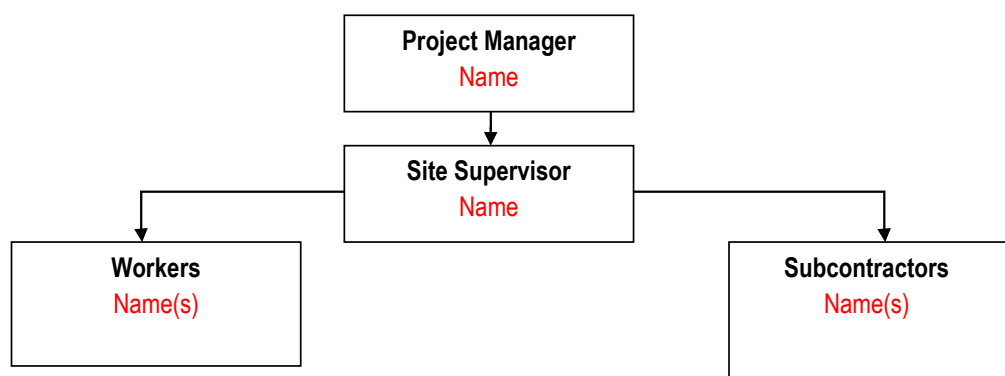 Project Manager
Name
Site Supervisor
Name
Workers
Name(s)
Subcontractors
Name(s)